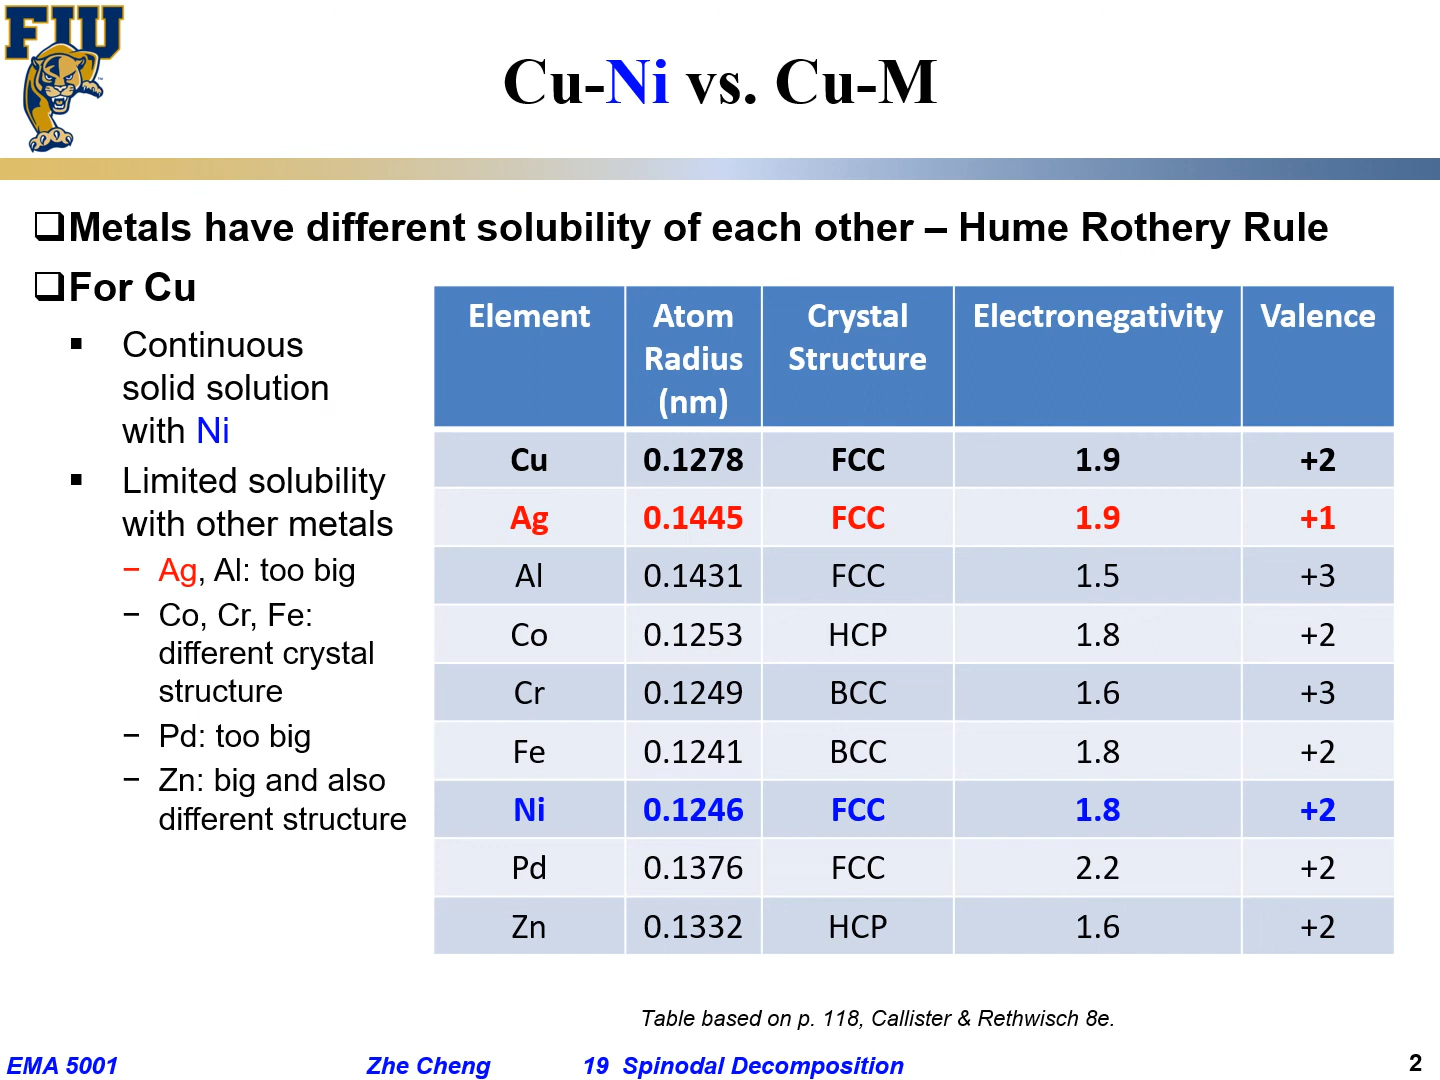 FIU
Cu-Ni vs. Cu-M
❑Metals have different solubility of each other – Hume Rothery Rule
❑For Cu
▪ Continuous
solid solution
with Ni
▪ Limited solubility
with other metals
− Ag, Al: too big
− Co, Cr, Fe:
different crystal
structure
− Pd: too big
− Zn: big and also
different structure
Element Atom Radius (nm) Crystal Structure Electronegativity Valence
Cu 0.1278 FCC 1.9 +2
Ag 0.1445 FCC 1.9 +1
Al 0.1431 FCC 1.5 +3
Co 0.1253 HCP 1.8 +2
Cr 0.1249 BCC 1.6 +3
Fe 0.1241 BCC 1.8 +2
Ni 0.1246 FCC 1.8 +2
Pd 0.1376 FCC 2.2 +2
Zn 0.1332 HCP 1.6 +2
Table based on p. 118, Callister & Rethwisch 8e.
EMA 5001 Zhe Cheng 19 Spinodal Decomposition 2